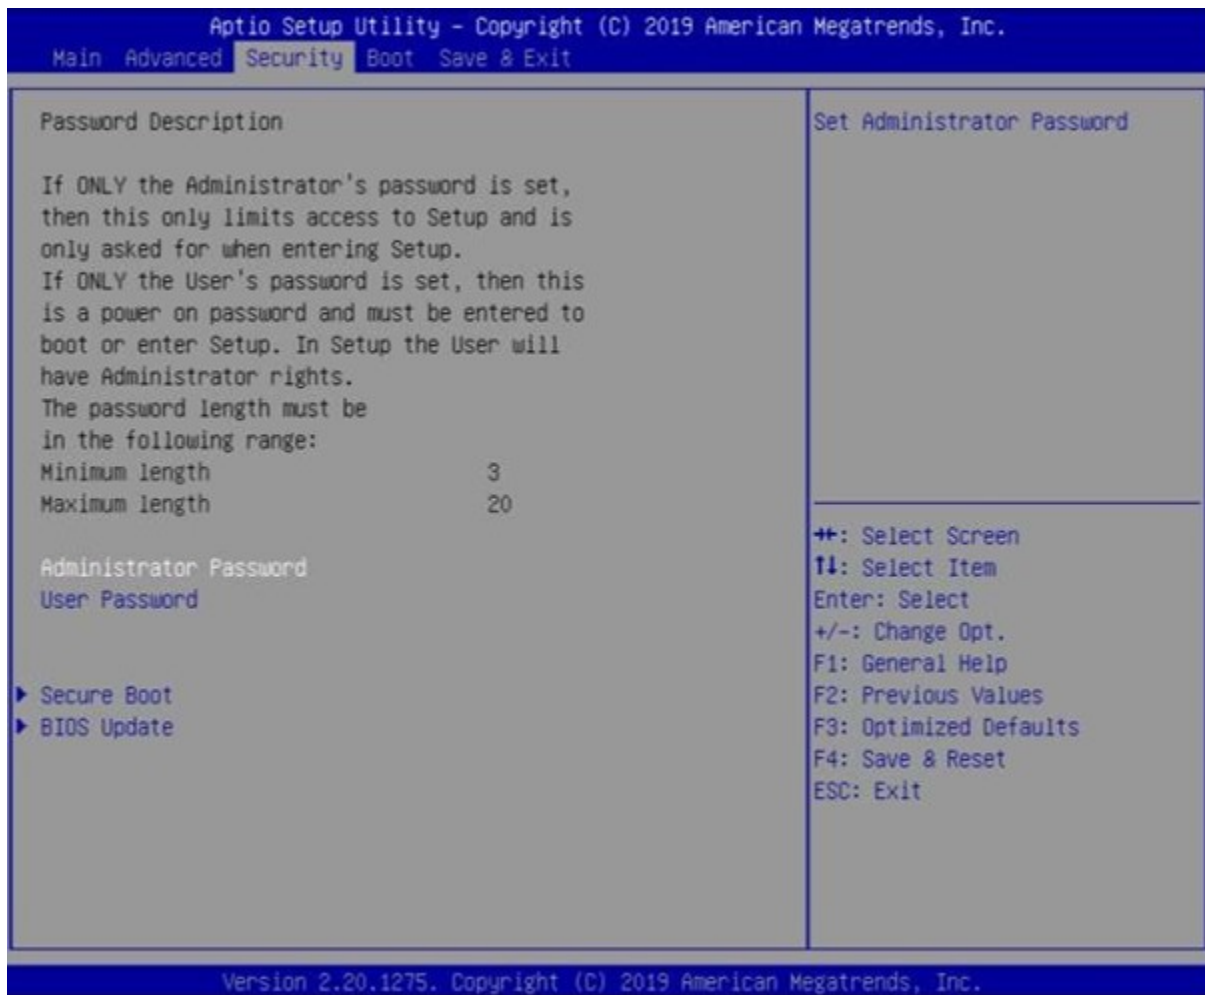 Aptio Setup Utility – Copyright (C) 2019 American Megatrends, Inc.
Main Advanced Security Boot Save & Exit
Password Description
If ONLY the Administrator's password is set,
then this only limits access to Setup and is
only asked for when entering Setup.
If ONLY the User's password is set, then this
is a power on password and must be entered to
boot or enter Setup. In Setup the User will
have Administrator rights.
The password length must be
in the following range:
Minimum length 3
Maximum length 20
Administrator Password
User Password
Secure Boot
BIOS Update
Set Administrator Password
→←: Select Screen
↑↓: Select Item
Enter: Select
+/-: Change Opt.
F1: General Help
F2: Previous Values
F3: Optimized Defaults
F4: Save & Reset
ESC: Exit
Version 2.20.1275. Copyright (C) 2019 American Megatrends, Inc.